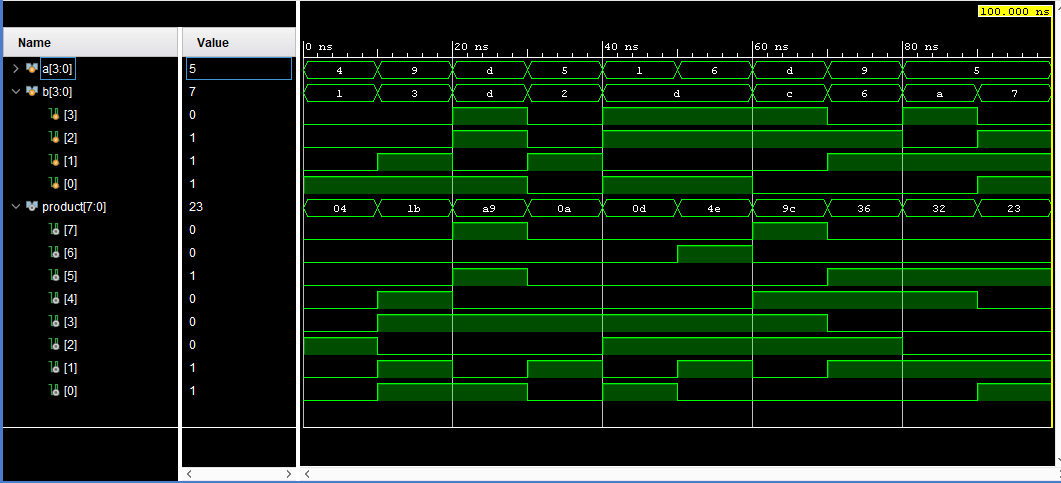 100.000 ns
Name Value 0 ns 20 ns 40 ns 60 ns 80 ns
a[3:0] 5 4 9 d 5 1 6 d 9 5
b[3:0] 7 1 3 d 2 d c 6 a 7
[3] 0
[2] 1
[1] 1
[0] 1
product[7:0] 23 04 1b a9 0a 0d 4e 9c 36 32 23
[7] 0
[6] 0
[5] 1
[4] 0
[3] 0
[2] 0
[1] 1
[0] 1